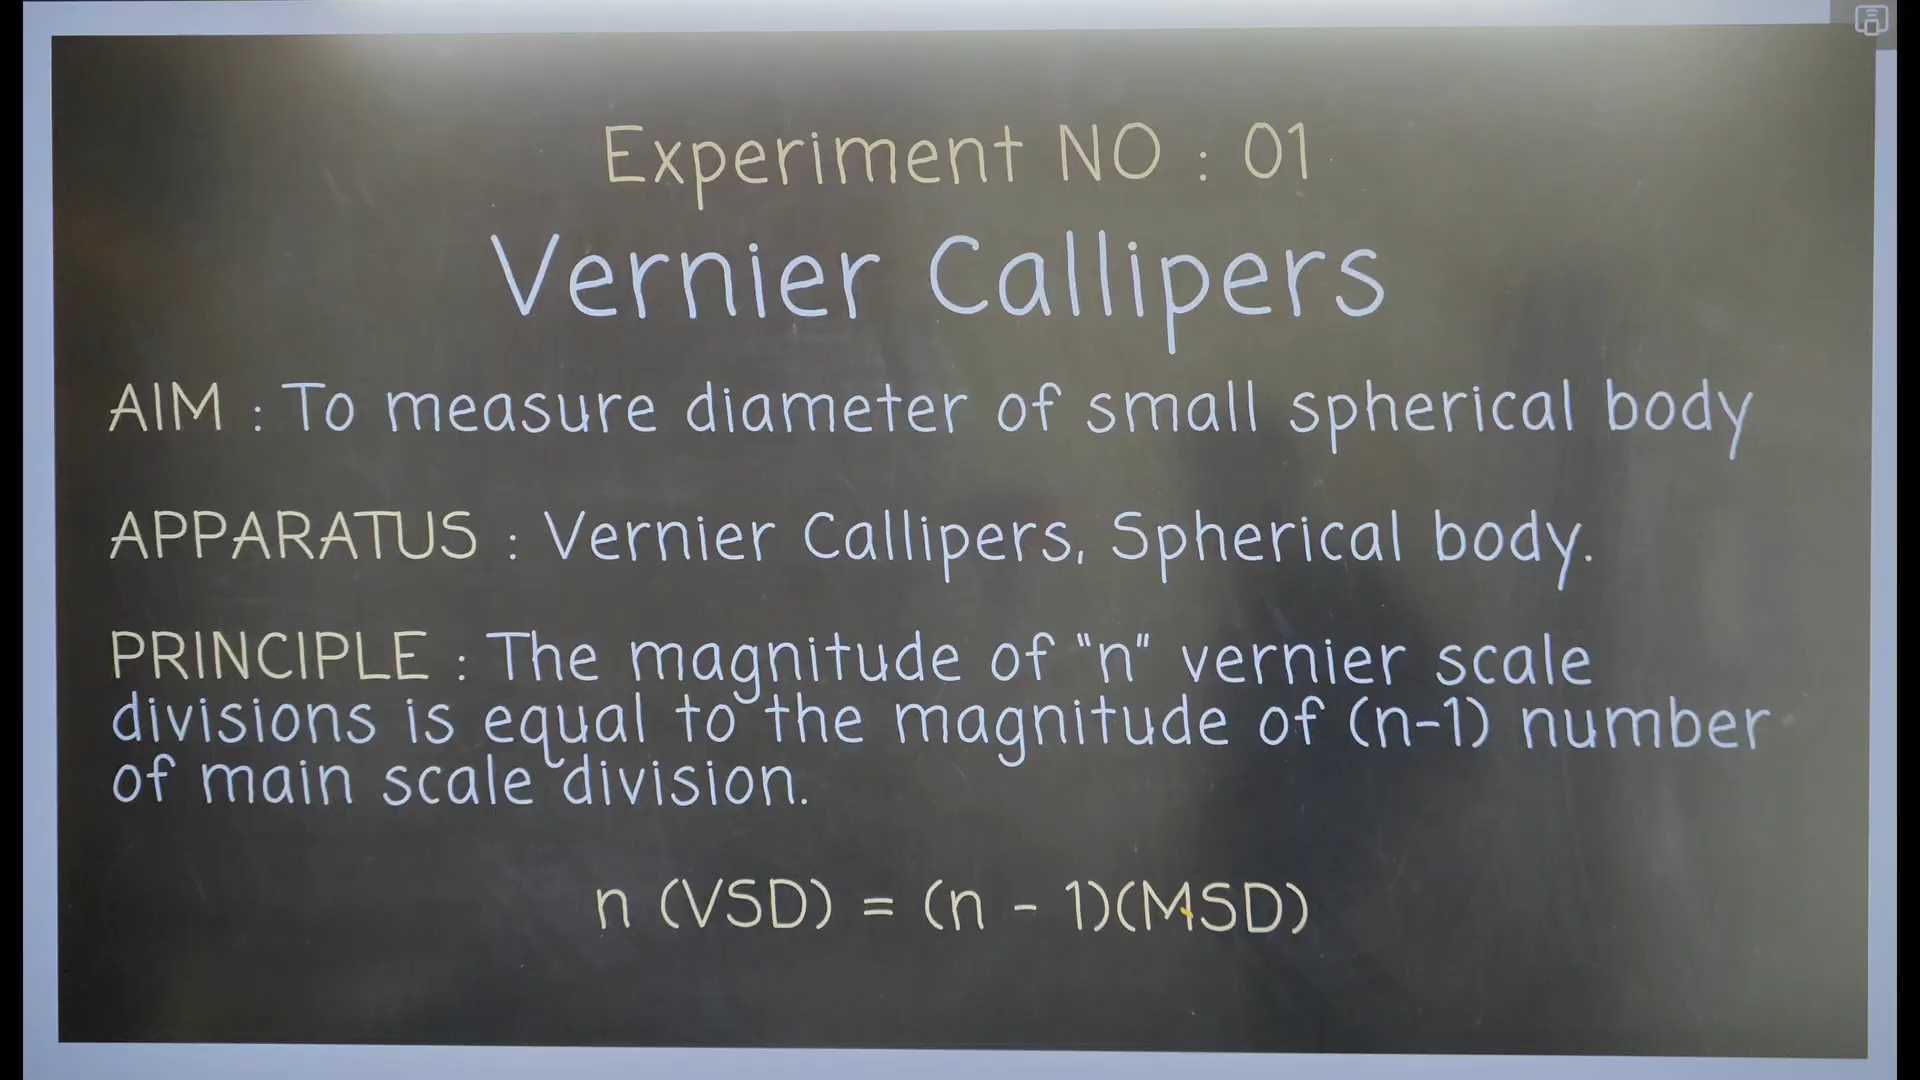 Experiment NO : 01
Vernier Callipers
AIM : To measure diameter of small spherical body
APPARATUS : Vernier Callipers, Spherical body.
PRINCIPLE : The magnitude of "n" vernier scale
divisions is equal to the magnitude of (n-1) number
of main scale division.
n (VSD) = (n - 1)(MSD)